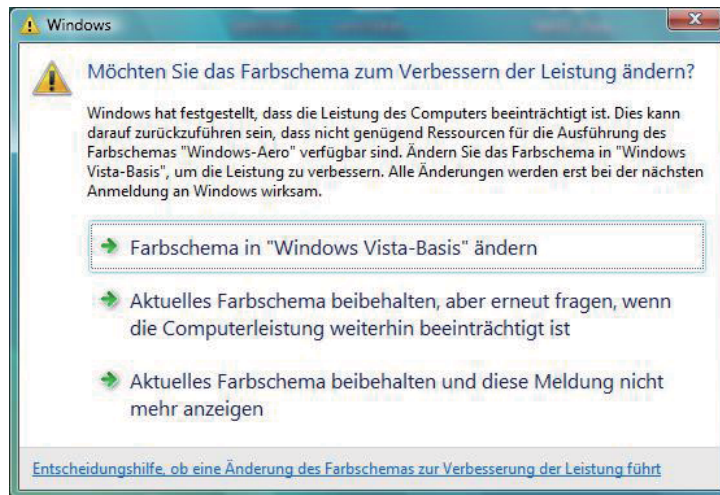 Windows
Möchten Sie das Farbschema zum Verbessern der Leistung ändern?
Windows hat festgestellt, dass die Leistung des Computers beeinträchtigt ist. Dies kann
darauf zurückzuführen sein, dass nicht genügend Ressourcen für die Ausführung des
Farbschemas "Windows-Aero" verfügbar sind. Ändern Sie das Farbschema in "Windows
Vista-Basis", um die Leistung zu verbessern. Alle Änderungen werden erst bei der nächsten
Anmeldung an Windows wirksam.
Farbschema in "Windows Vista-Basis" ändern
Aktuelles Farbschema beibehalten, aber erneut fragen, wenn
die Computerleistung weiterhin beeinträchtigt ist
Aktuelles Farbschema beibehalten und diese Meldung nicht
mehr anzeigen
Entscheidungshilfe, ob eine Änderung des Farbschemas zur Verbesserung der Leistung führt